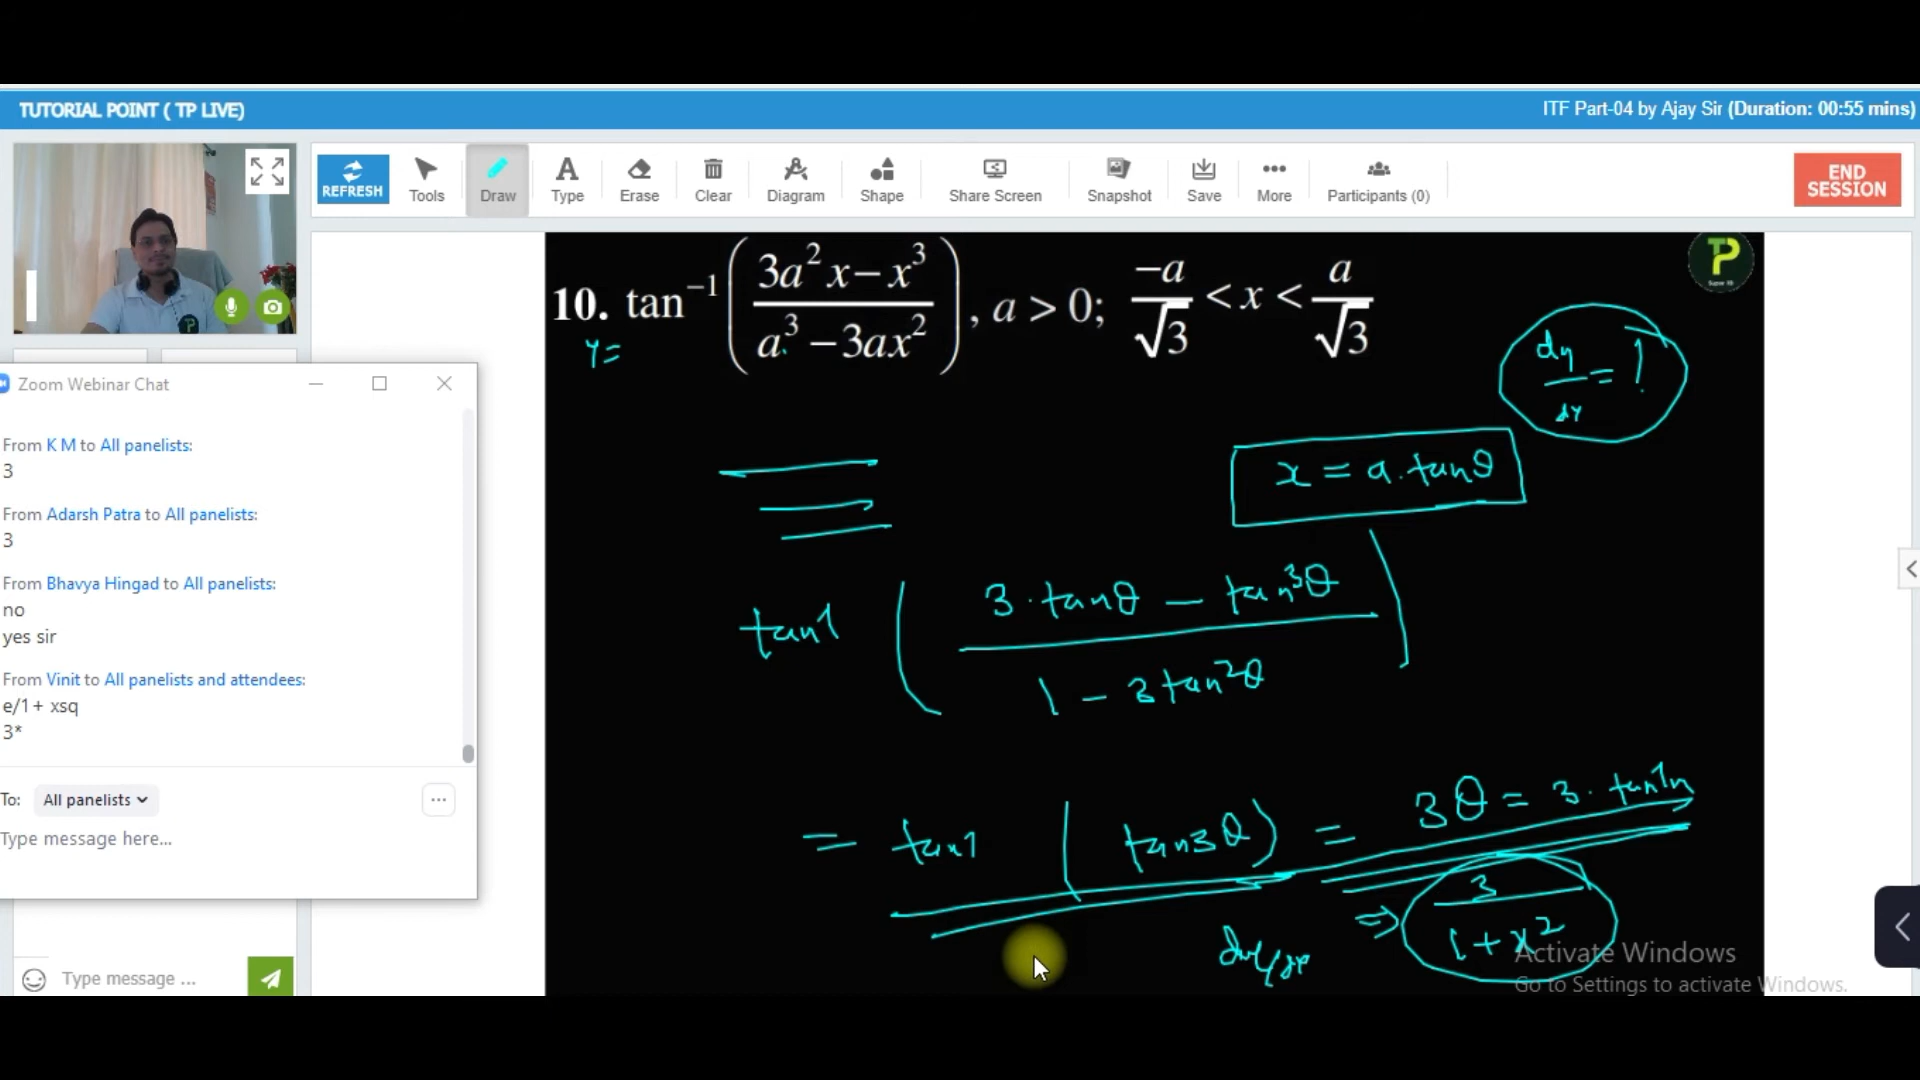 TUTORIAL POINT ( TP LIVE)
ITF Part-04 by Ajay Sir (Duration: 00:55 mins)
REFRESH
Tools
Draw
Type
Erase
Clear
Diagram
Shape
Share Screen
Snapshot
Save
More
Participants (0)
END
SESSION
10. tan⁻¹ ( (3a²x − x³) / (a³ − 3ax²) ), a > 0; −a/√3 < x < a/√3
y =
dy/dx = ?
x = a.tanθ
tan⁻¹ ( (3.tanθ − tan³θ) / (1 − 3tan²θ) )
= tan⁻¹ ( tan3θ) = 3θ = 3. tan⁻¹x
dy/dx ⇒ 3 / (1 + x²)
Zoom Webinar Chat
From K M to All panelists:
3
From Adarsh Patra to All panelists:
3
From Bhavya Hingad to All panelists:
no
yes sir
From Vinit to All panelists and attendees:
e/1+ xsq
3*
To: All panelists
Type message here...
Type message ...
Activate Windows
Go to Settings to activate Windows.